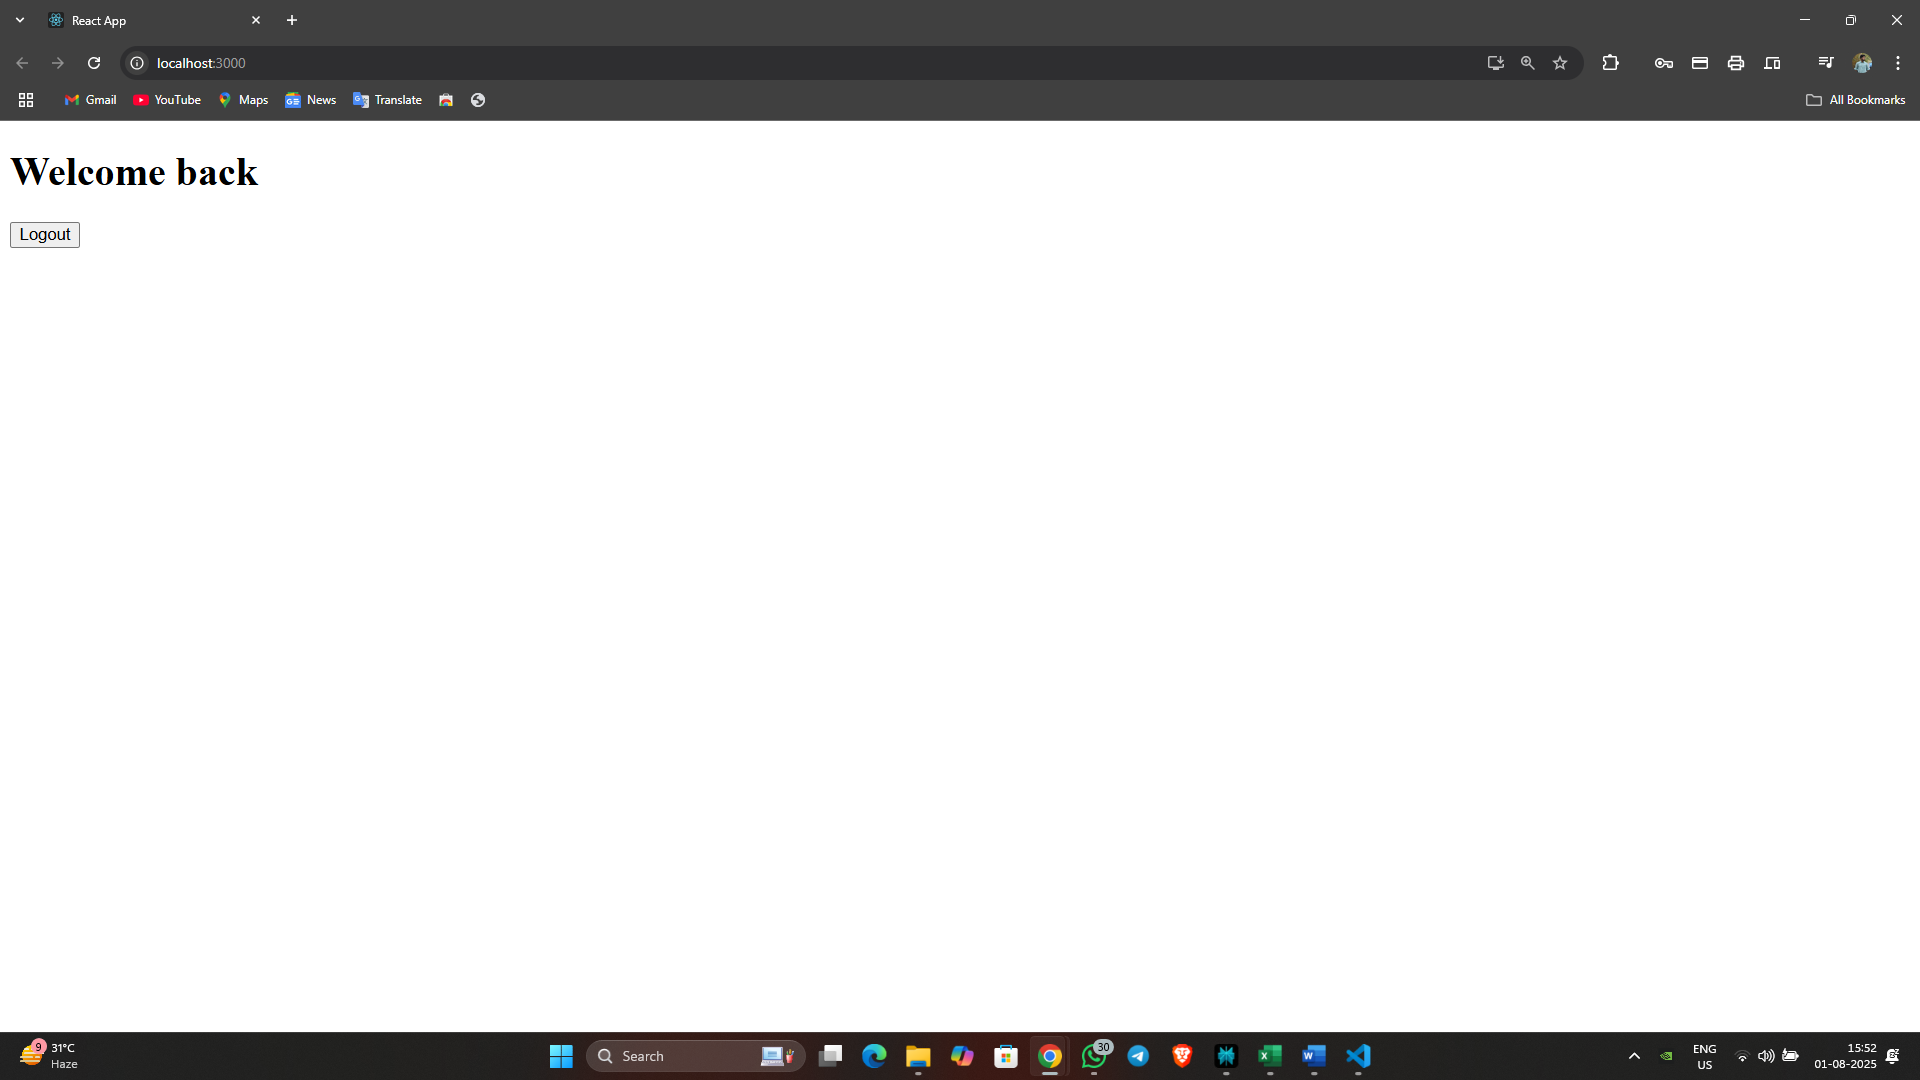 React App
localhost:3000
Gmail YouTube Maps News Translate All Bookmarks
Welcome back
Logout
9 31°C
Haze
Search
30
ENG
US
15:52
01-08-2025